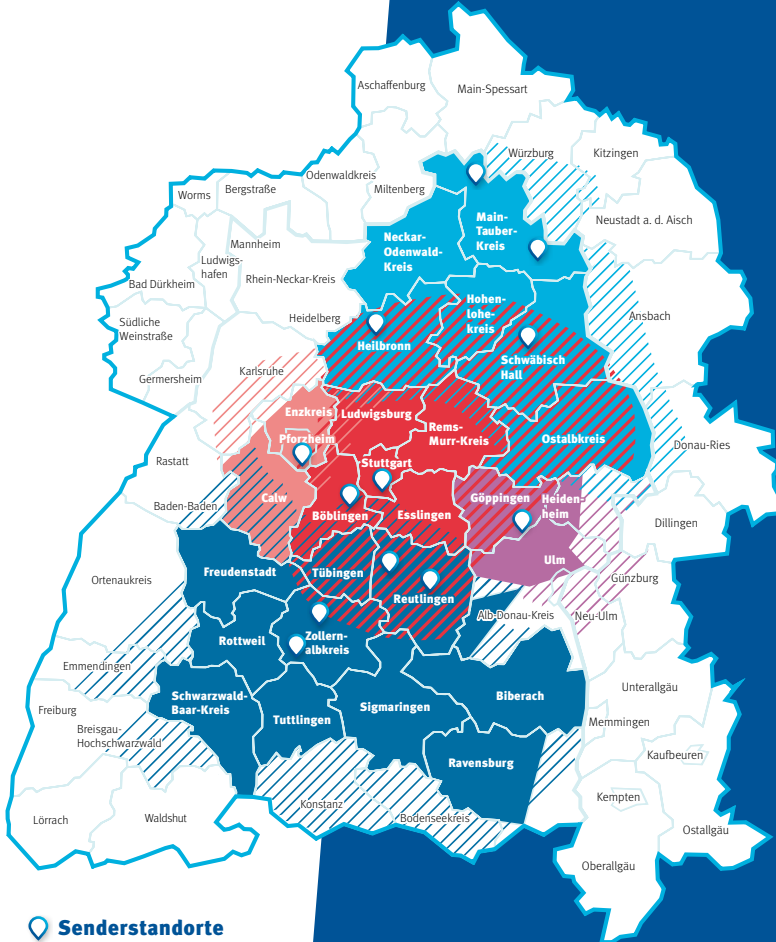 Aschaffenburg
Main-Spessart
Würzburg
Kitzingen
Odenwaldkreis
Bergstraße
Worms
Miltenberg
Main-
Tauber-
Kreis
Neustadt a. d. Aisch
Neckar-
Odenwald-
Kreis
Mannheim
Ludwigs-
hafen
Rhein-Neckar-Kreis
Bad Dürkheim
Hohen-
lohe-
kreis
Ansbach
Südliche
Weinstraße
Heidelberg
Heilbronn
Schwäbisch
Hall
Germersheim
Karlsruhe
Enzkreis
Ludwigsburg
Rems-
Murr-Kreis
Ostalbkreis
Donau-Ries
Pforzheim
Rastatt
Stuttgart
Calw
Göppingen
Heiden-
heim
Baden-Baden
Böblingen
Esslingen
Dillingen
Ulm
Freudenstadt
Tübingen
Ortenaukreis
Günzburg
Reutlingen
Alb-Donau-Kreis
Neu-Ulm
Rottweil
Zollern-
albkreis
Emmendingen
Schwarzwald-
Baar-Kreis
Sigmaringen
Biberach
Unterallgäu
Freiburg
Tuttlingen
Memmingen
Breisgau-
Hochschwarzwald
Kaufbeuren
Ravensburg
Kempten
Konstanz
Bodenseekreis
Lörrach
Waldshut
Ostallgäu
Oberallgäu
Senderstandorte